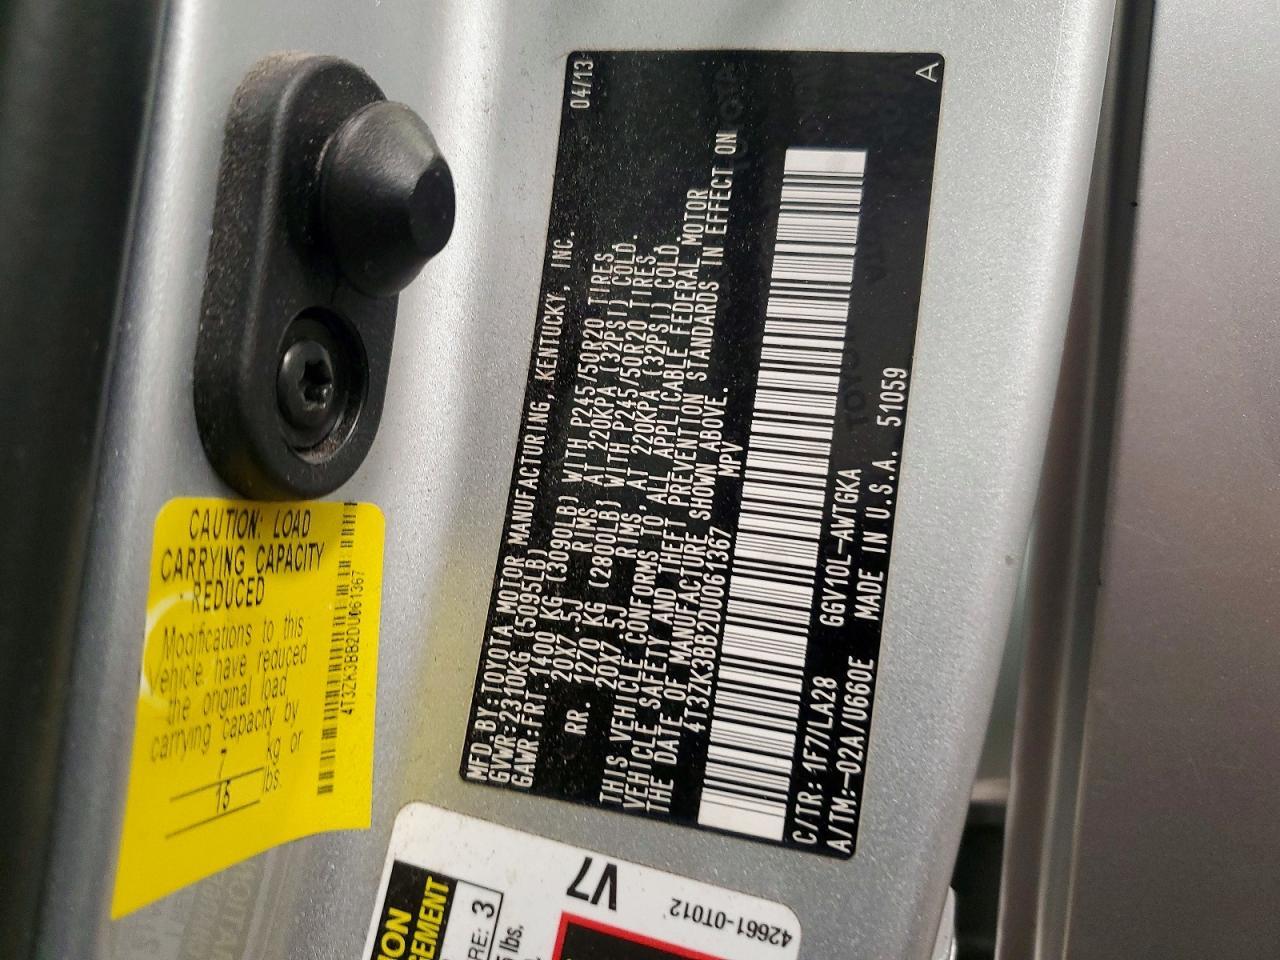 04/13
A
MFD BY:TOYOTA MOTOR MANUFACTURING, KENTUCKY, INC.
GVWR:2310KG(5095LB)
GAWR:FRT 1400 KG (3090LB) WITH P245/50R20 TIRES
20X7.5J RIMS, AT 220KPA (32PSI) COLD.
RR. 1270 KG (2800LB) WITH P245/50R20 TIRES.
20X7.5J RIMS, AT 220KPA (32PSI) COLD.
THIS VEHICLE CONFORMS TO ALL APPLICABLE FEDERAL MOTOR
VEHICLE SAFETY AND THEFT PREVENTION STANDARDS IN EFFECT ON
THE DATE OF MANUFACTURE SHOWN ABOVE.
4T3ZK3BB2DU061367 MPV
C/TR:1F7/LA28 GGV10L-AWTGKA
A/TM:-02A/U660E MADE IN U.S.A. 51059
CAUTION: LOAD
CARRYING CAPACITY
REDUCED
Modifications to this
vehicle have reduced
the original load
carrying capacity by
7 kg or
15 lbs.
4T3ZK3BB2DU061367
V7
42661-0T012
3
lbs.